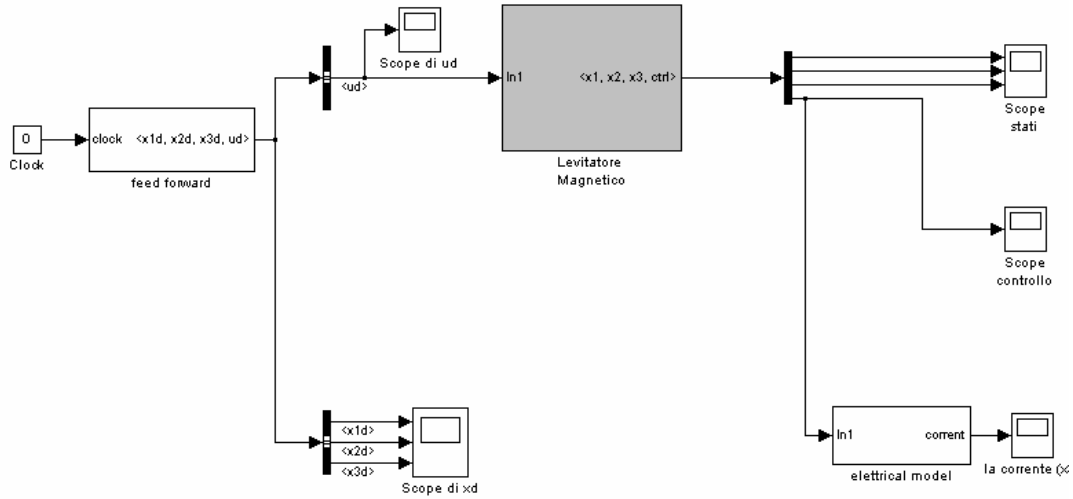 Scope di ud
<ud>
In1
<x1, x2, x3, ctrl>
Levitatore
Magnetico
Scope
stati
0
Clock
clock
<x1d, x2d, x3d, ud>
feed forward
Scope
controllo
<x1d>
<x2d>
<x3d>
Scope di xd
In1
current
elettrical model
la corrente (x